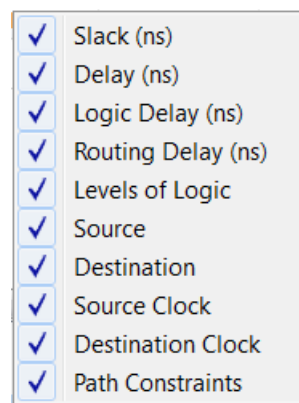 Slack (ns)
Delay (ns)
Logic Delay (ns)
Routing Delay (ns)
Levels of Logic
Source
Destination
Source Clock
Destination Clock
Path Constraints